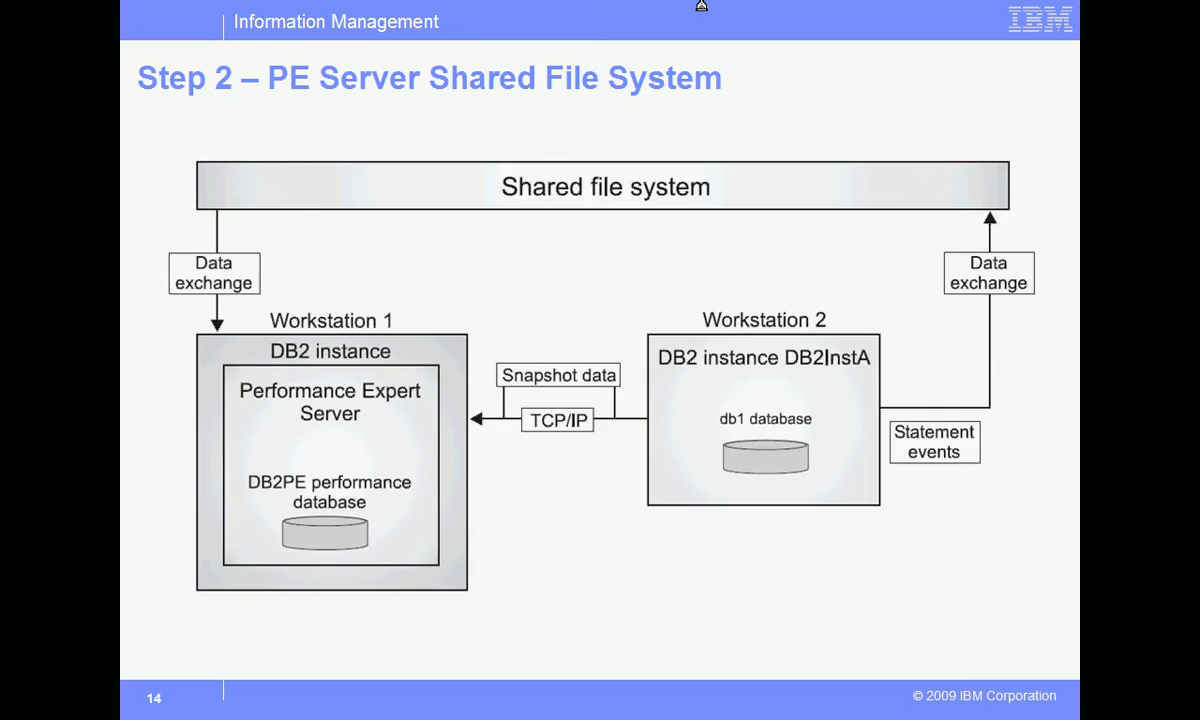 Information Management
IBM
Step 2 – PE Server Shared File System
Shared file system
Data
exchange
Data
exchange
Workstation 1
DB2 instance
Performance Expert
Server
DB2PE performance
database
Snapshot data
TCP/IP
Workstation 2
DB2 instance DB2InstA
db1 database
Statement
events
14
© 2009 IBM Corporation